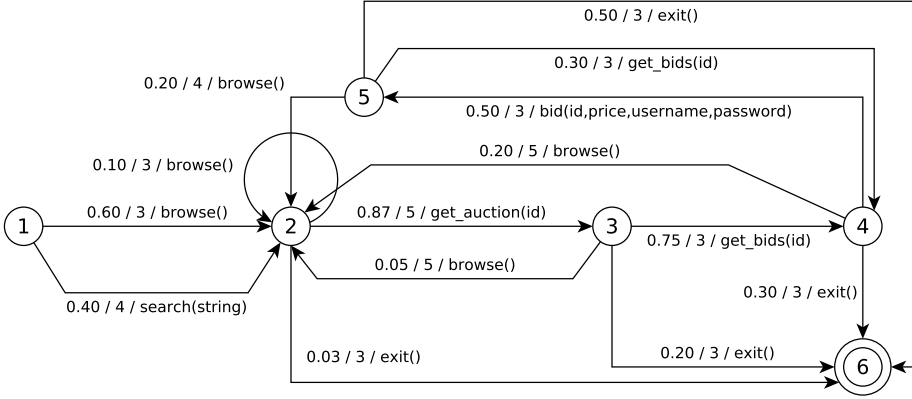 0.50 / 3 / exit()
0.30 / 3 / get_bids(id)
0.20 / 4 / browse()
5
0.50 / 3 / bid(id,price,username,password)
0.10 / 3 / browse()
0.20 / 5 / browse()
1
0.60 / 3 / browse()
2
0.87 / 5 / get_auction(id)
3
0.75 / 3 / get_bids(id)
4
0.05 / 5 / browse()
0.40 / 4 / search(string)
0.30 / 3 / exit()
0.03 / 3 / exit()
0.20 / 3 / exit()
6